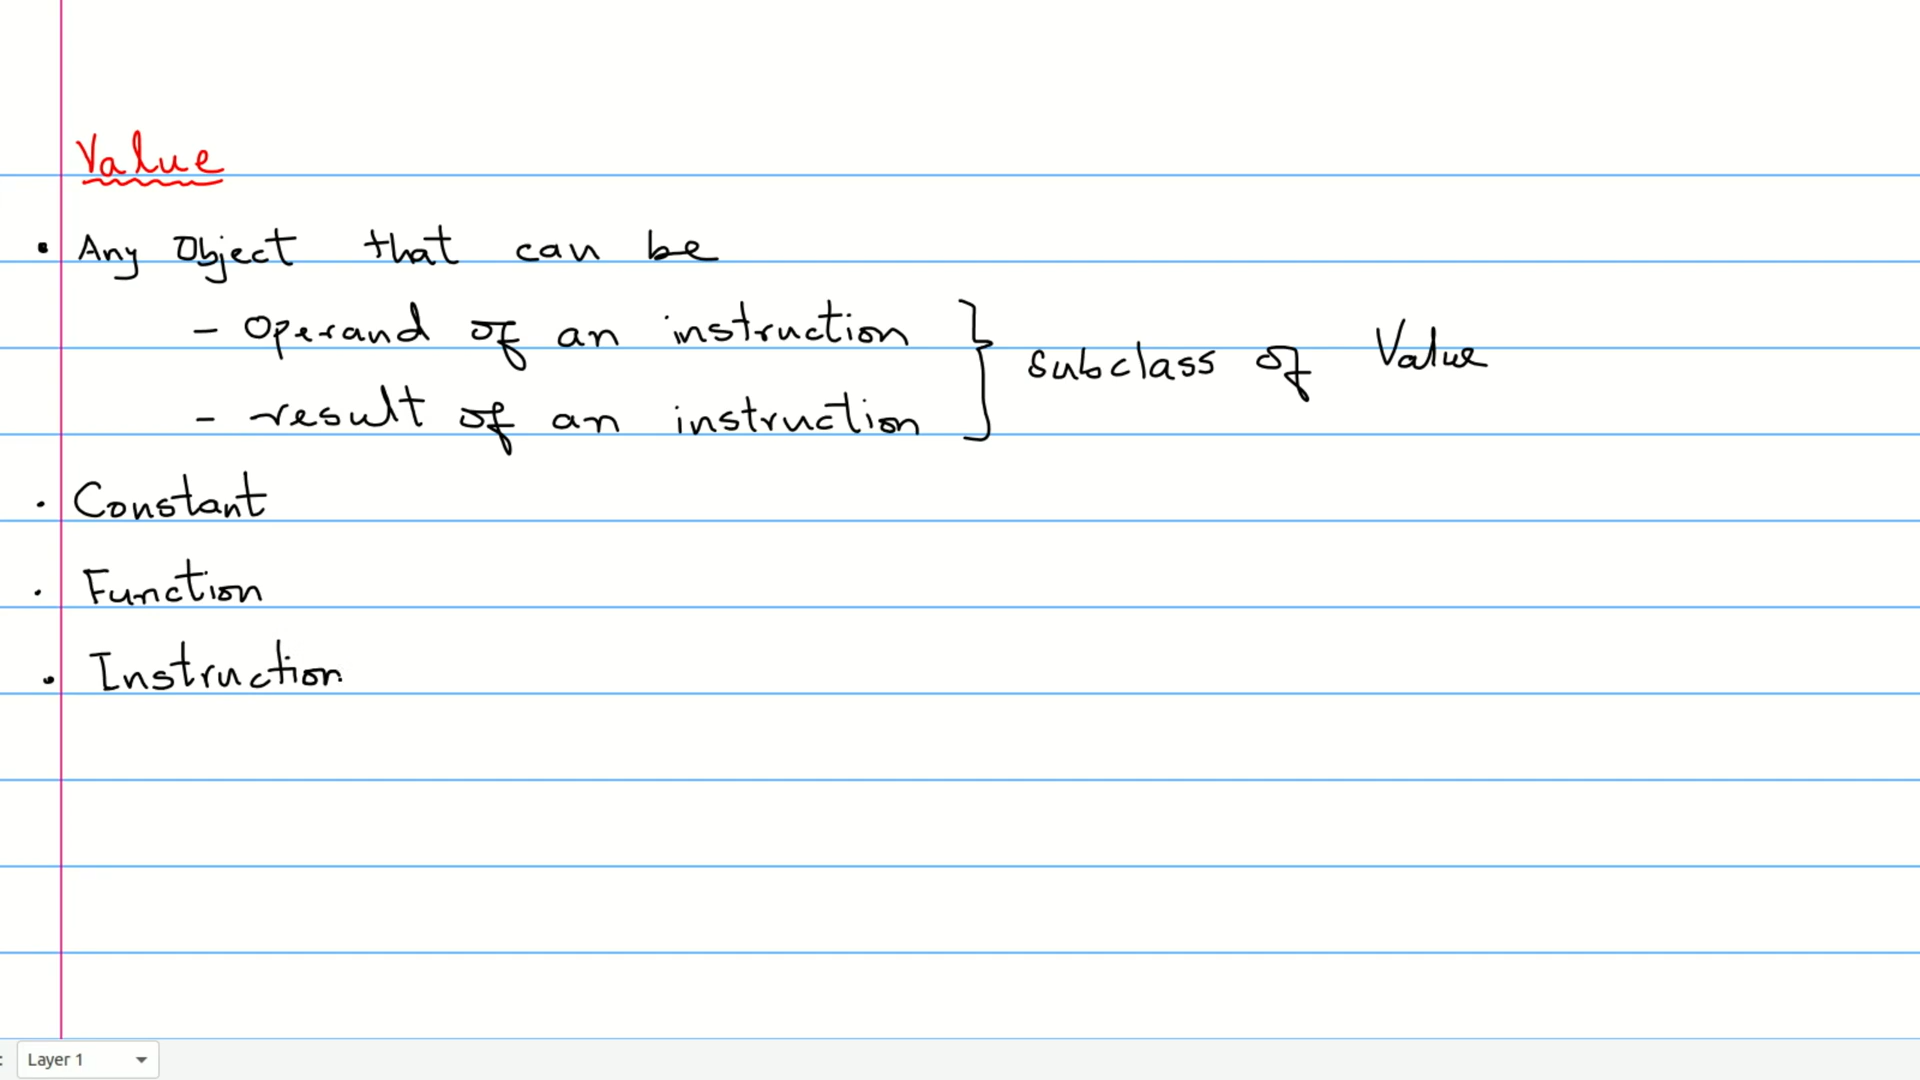 Value
• Any Object that can be
- Operand of an instruction } subclass of Value
- result of an instruction
• Constant
• Function
• Instruction
: Layer 1